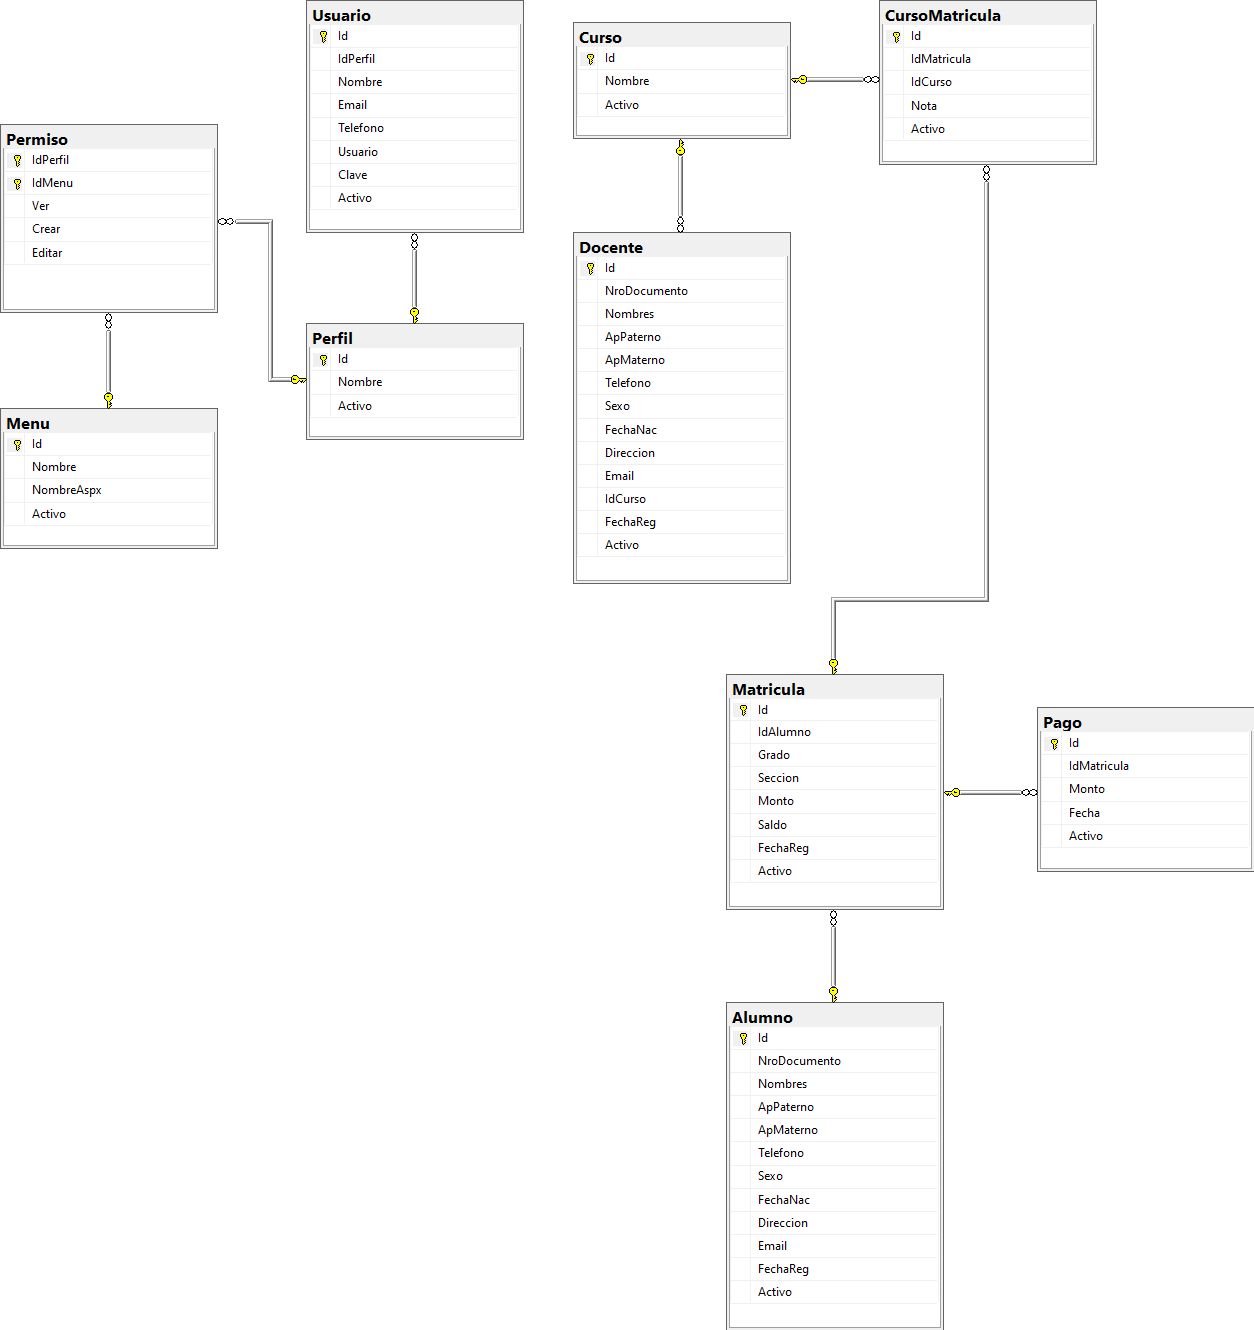 Usuario
Id
IdPerfil
Nombre
Email
Telefono
Usuario
Clave
Activo
Curso
Id
Nombre
Activo
CursoMatricula
Id
IdMatricula
IdCurso
Nota
Activo
Permiso
IdPerfil
IdMenu
Ver
Crear
Editar
Docente
Id
NroDocumento
Nombres
ApPaterno
ApMaterno
Telefono
Sexo
FechaNac
Direccion
Email
IdCurso
FechaReg
Activo
Perfil
Id
Nombre
Activo
Menu
Id
Nombre
NombreAspx
Activo
Matricula
Id
IdAlumno
Grado
Seccion
Monto
Saldo
FechaReg
Activo
Pago
Id
IdMatricula
Monto
Fecha
Activo
Alumno
Id
NroDocumento
Nombres
ApPaterno
ApMaterno
Telefono
Sexo
FechaNac
Direccion
Email
FechaReg
Activo